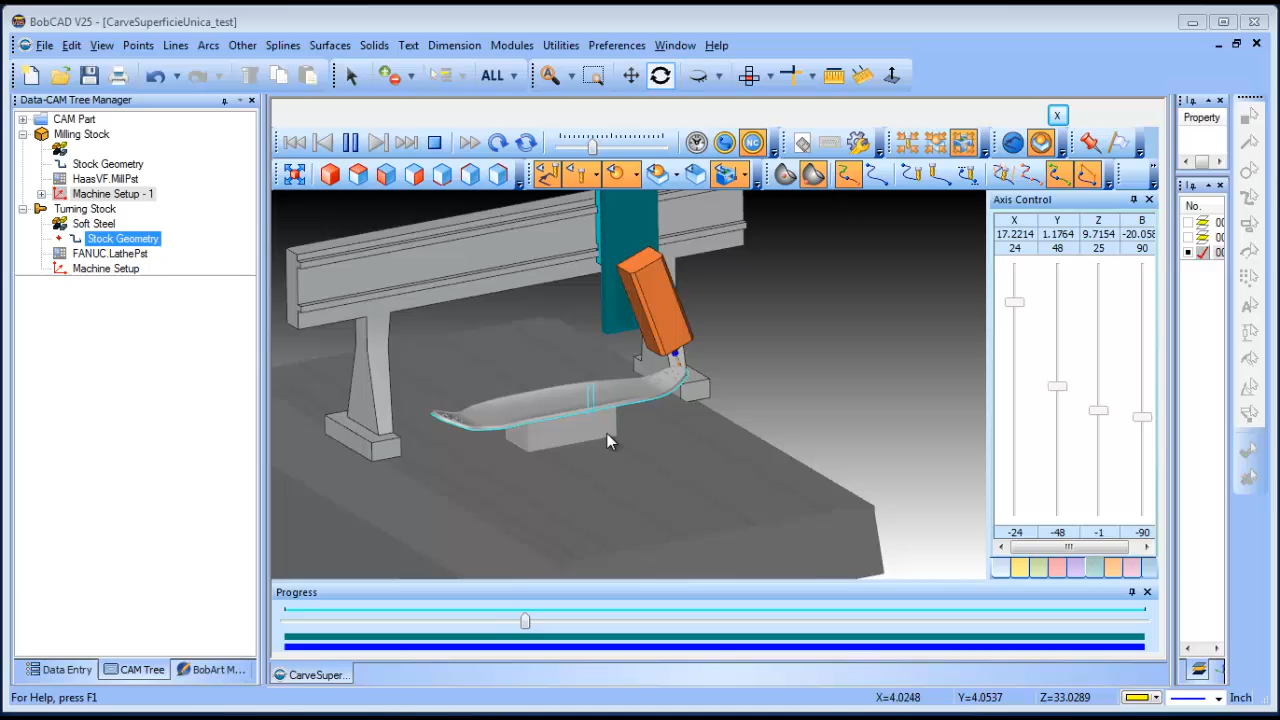 BobCAD V25 - [CarveSuperficieUnica_test]
File Edit View Points Lines Arcs Other Splines Surfaces Solids Text Dimension Modules Utilities Preferences Window Help
ALL
Data-CAM Tree Manager
CAM Part
Milling Stock
Stock Geometry
HaasVF.MillPst
Machine Setup - 1
Turning Stock
Soft Steel
Stock Geometry
FANUC.LathePst
Machine Setup
X
NC
Axis Control
X Y Z B
17.2214 1.1764 9.7154 -20.058
24 48 25 90
-24 -48 -1 -90
Property
No.
00
00
00
Progress
Data Entry CAM Tree BobArt M...
CarveSuper...
For Help, press F1
X=4.0248 Y=4.0537 Z=33.0289 Inch